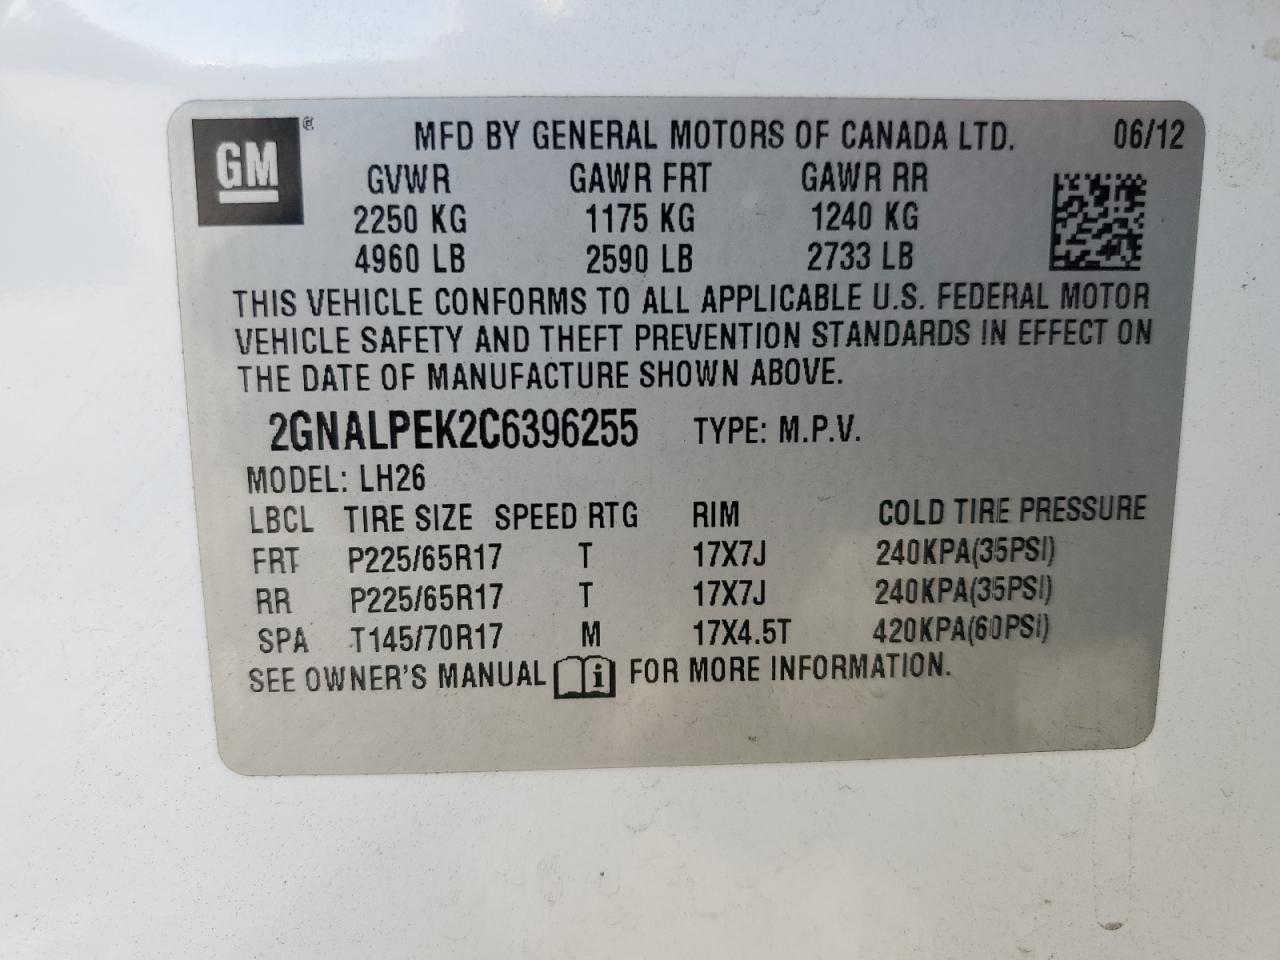 GM ® MFD BY GENERAL MOTORS OF CANADA LTD. 06/12
GVWR GAWR FRT GAWR RR
2250 KG 1175 KG 1240 KG
4960 LB 2590 LB 2733 LB
THIS VEHICLE CONFORMS TO ALL APPLICABLE U.S. FEDERAL MOTOR
VEHICLE SAFETY AND THEFT PREVENTION STANDARDS IN EFFECT ON
THE DATE OF MANUFACTURE SHOWN ABOVE.
2GNALPEK2C6396255 TYPE: M.P.V.
MODEL: LH26
LBCL TIRE SIZE SPEED RTG RIM COLD TIRE PRESSURE
FRT P225/65R17 T 17X7J 240KPA(35PSI)
RR P225/65R17 T 17X7J 240KPA(35PSI)
SPA T145/70R17 M 17X4.5T 420KPA(60PSI)
SEE OWNER'S MANUAL i FOR MORE INFORMATION.